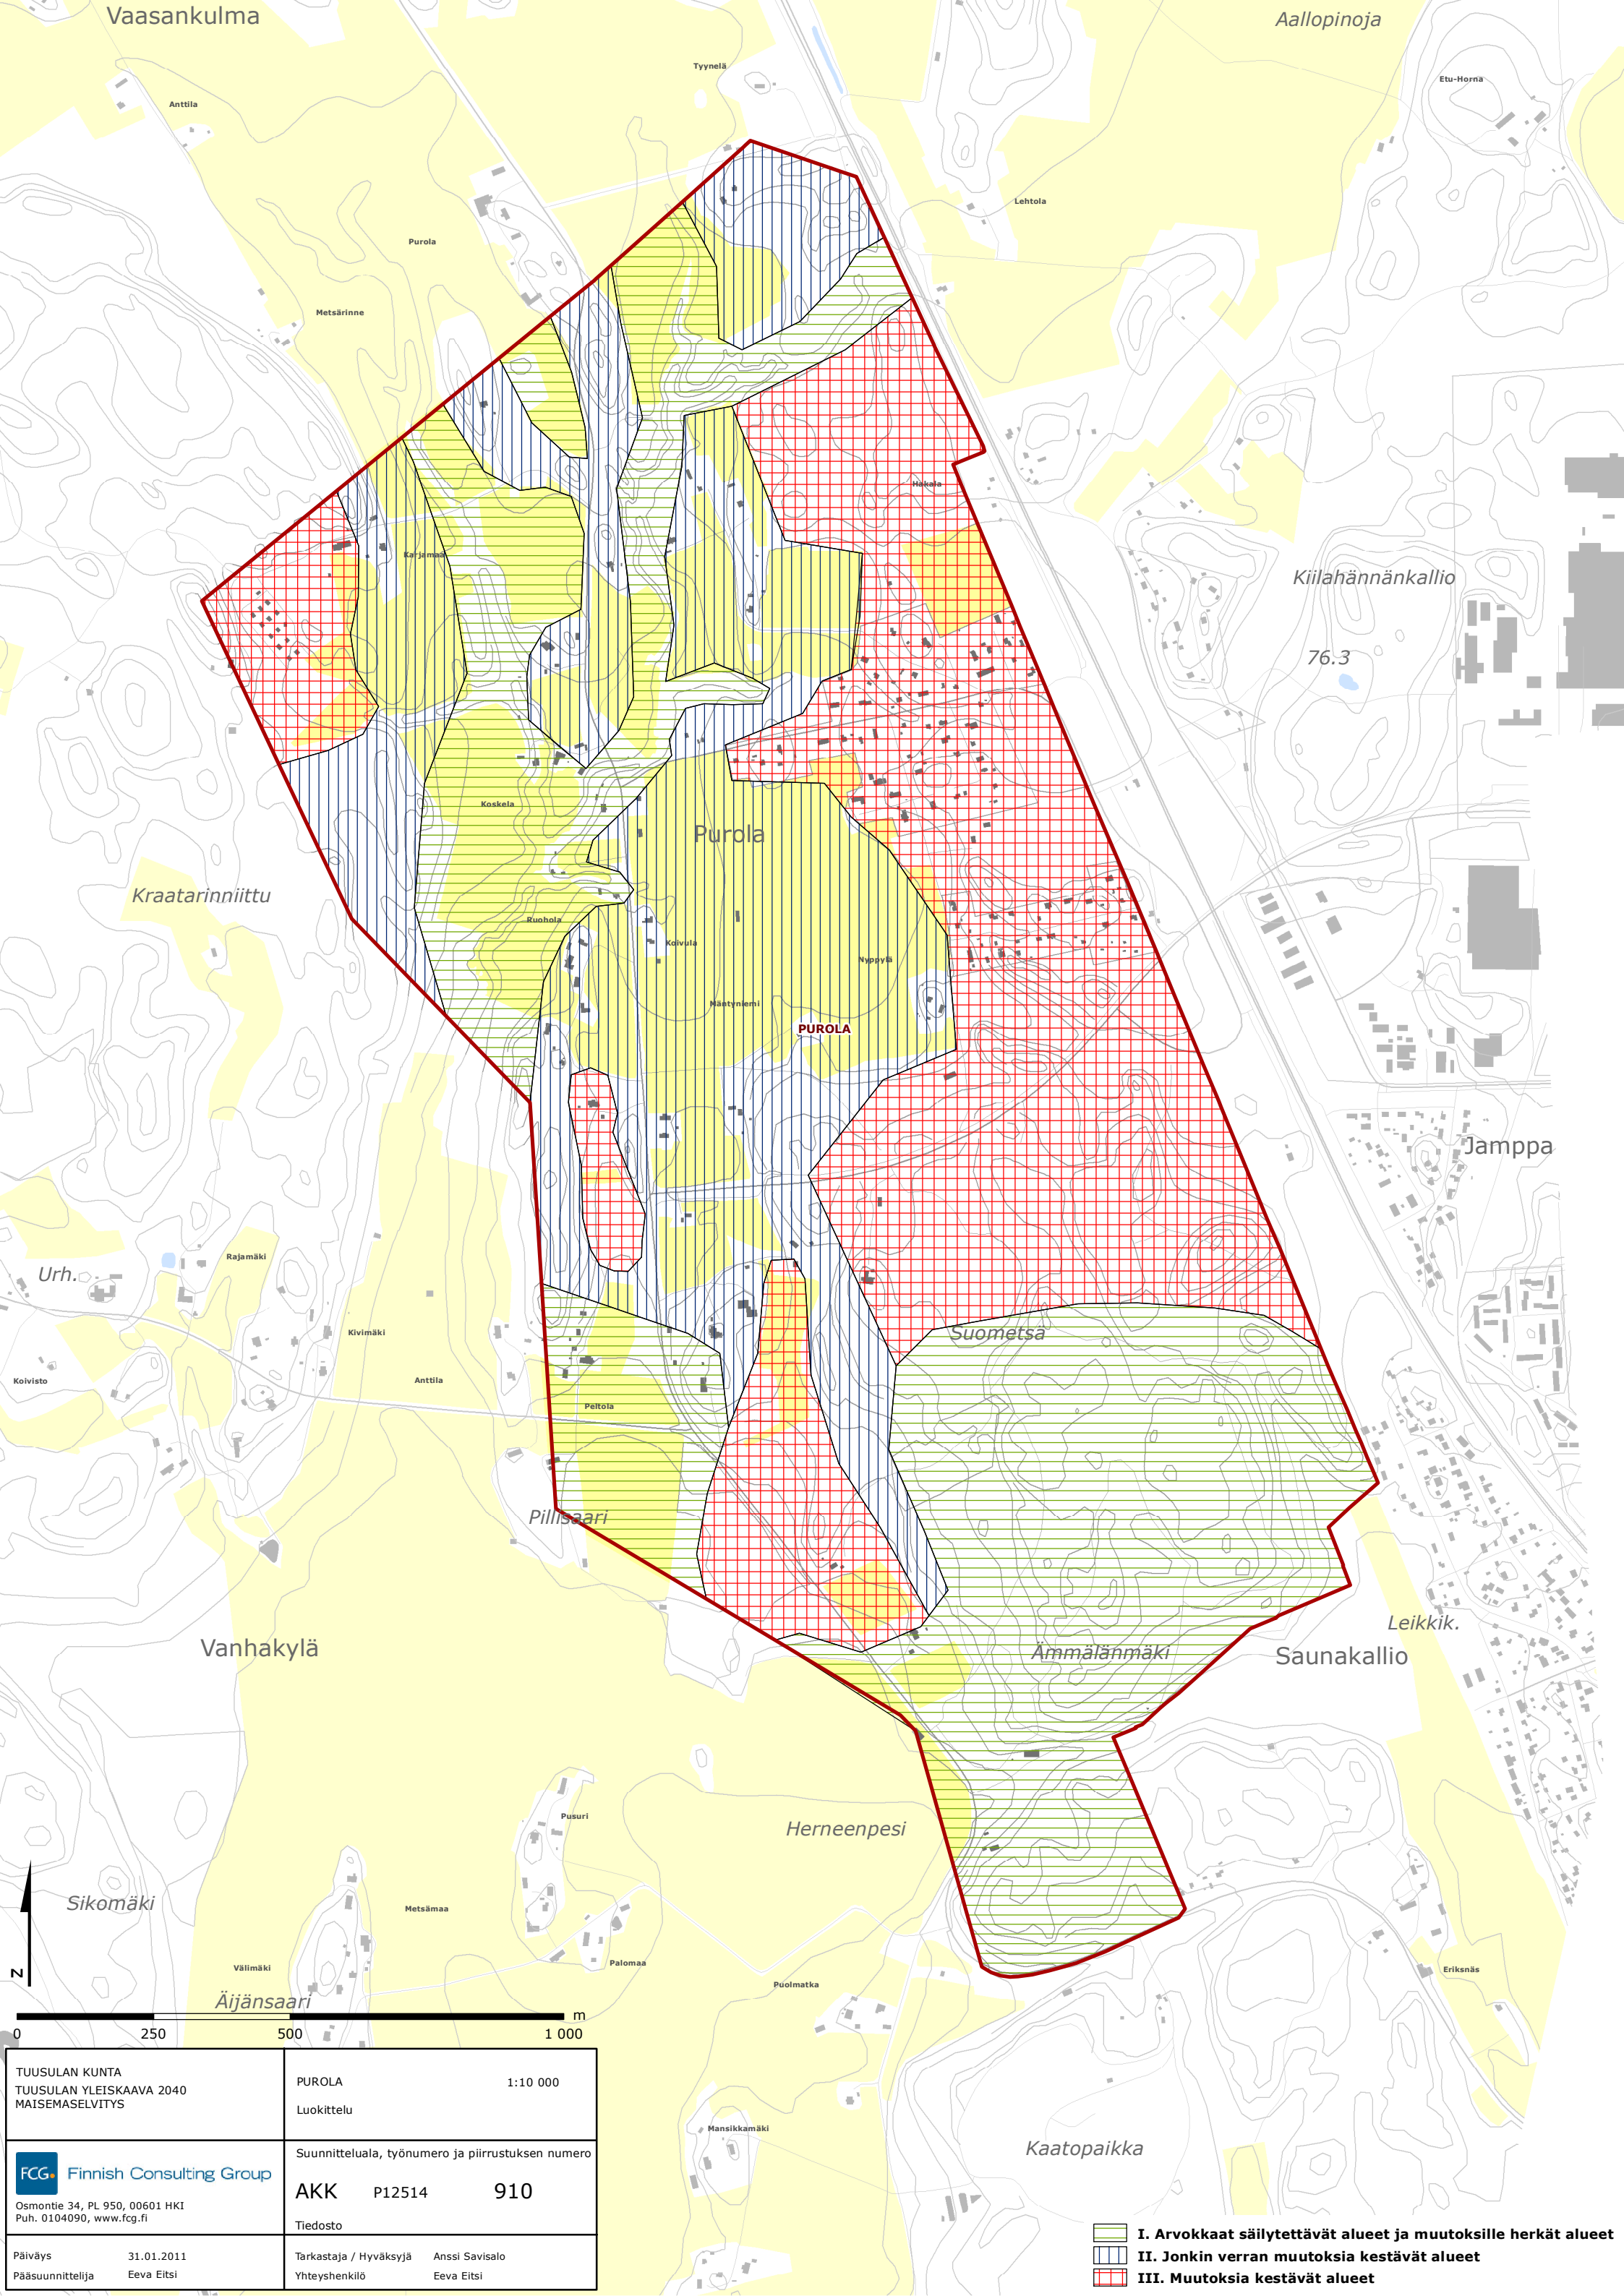 Vaasankulma
Aallopinoja
Tyynelä
Etu-Horna
Anttila
Lehtola
Purola
Metsärinne
Hakala
Karjamaa
Kiilahännänkallio
76.3
Koskela
Purola
Kraatarinniittu
Ruohola
Koivula
Nyppylä
Mäntyniemi
PUROLA
Jamppa
Rajamäki
Urh.
Kivimäki
Suometsä
Koivisto
Anttila
Peltola
Pillisaari
Leikkik.
Vanhakylä
Ämmälänmäki
Saunakallio
Pusuri
Herneenpesi
Sikomäki
Metsämaa
Palomaa
Välimäki
Puolmatka
Eriksnäs
Äijänsaari
N
m
0 250 500 1 000
Mansikkamäki
Kaatopaikka
TUUSULAN KUNTA
TUUSULAN YLEISKAAVA 2040
MAISEMASELVITYS
PUROLA 1:10 000
Luokittelu
FCG. Finnish Consulting Group
Osmontie 34, PL 950, 00601 HKI
Puh. 0104090, www.fcg.fi
Suunnitteluala, työnumero ja piirrustuksen numero
AKK P12514 910
Tiedosto
Päiväys 31.01.2011
Pääsuunnittelija Eeva Eitsi
Tarkastaja / Hyväksyjä Anssi Savisalo
Yhteyshenkilö Eeva Eitsi
I. Arvokkaat säilytettävät alueet ja muutoksille herkät alueet
II. Jonkin verran muutoksia kestävät alueet
III. Muutoksia kestävät alueet